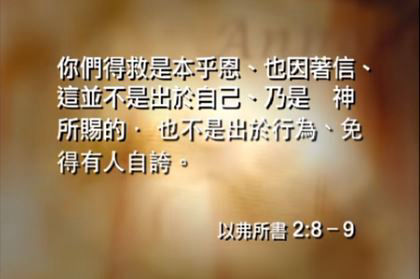 你們得救是本乎恩、也因著信、
這並不是出於自己、乃是　神
所賜的． 也不是出於行為、免
得有人自誇。
以弗所書 2:8－9